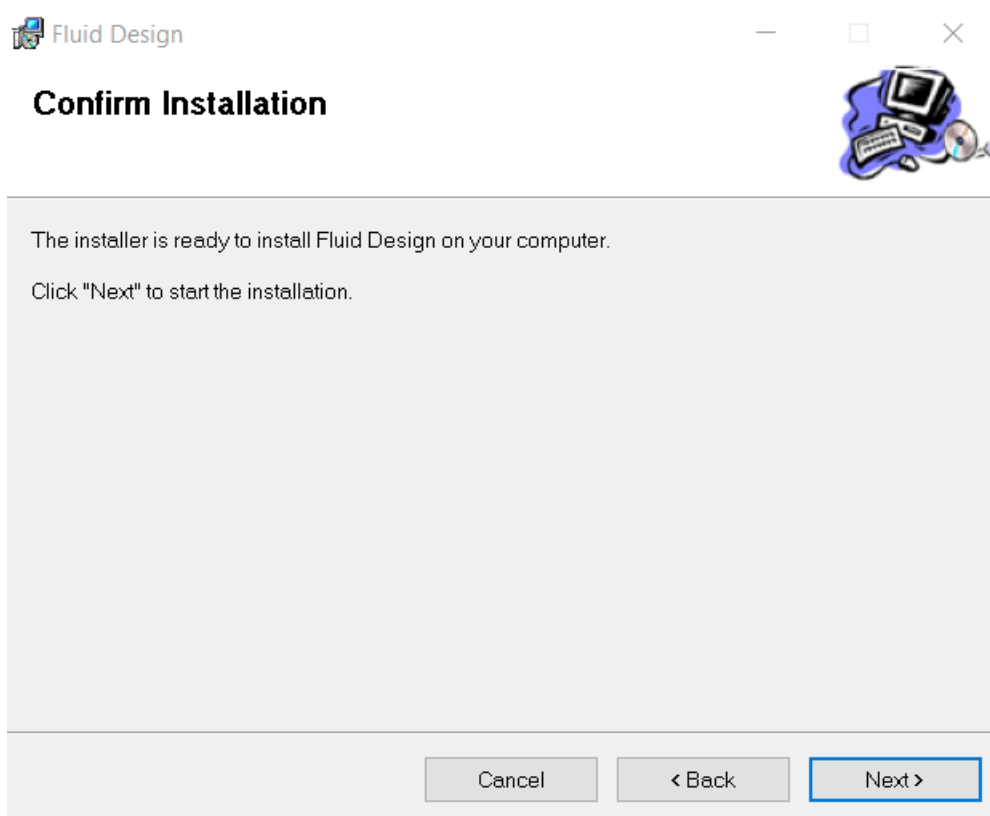 Fluid Design
Confirm Installation
The installer is ready to install Fluid Design on your computer.
Click "Next" to start the installation.
Cancel
< Back
Next >